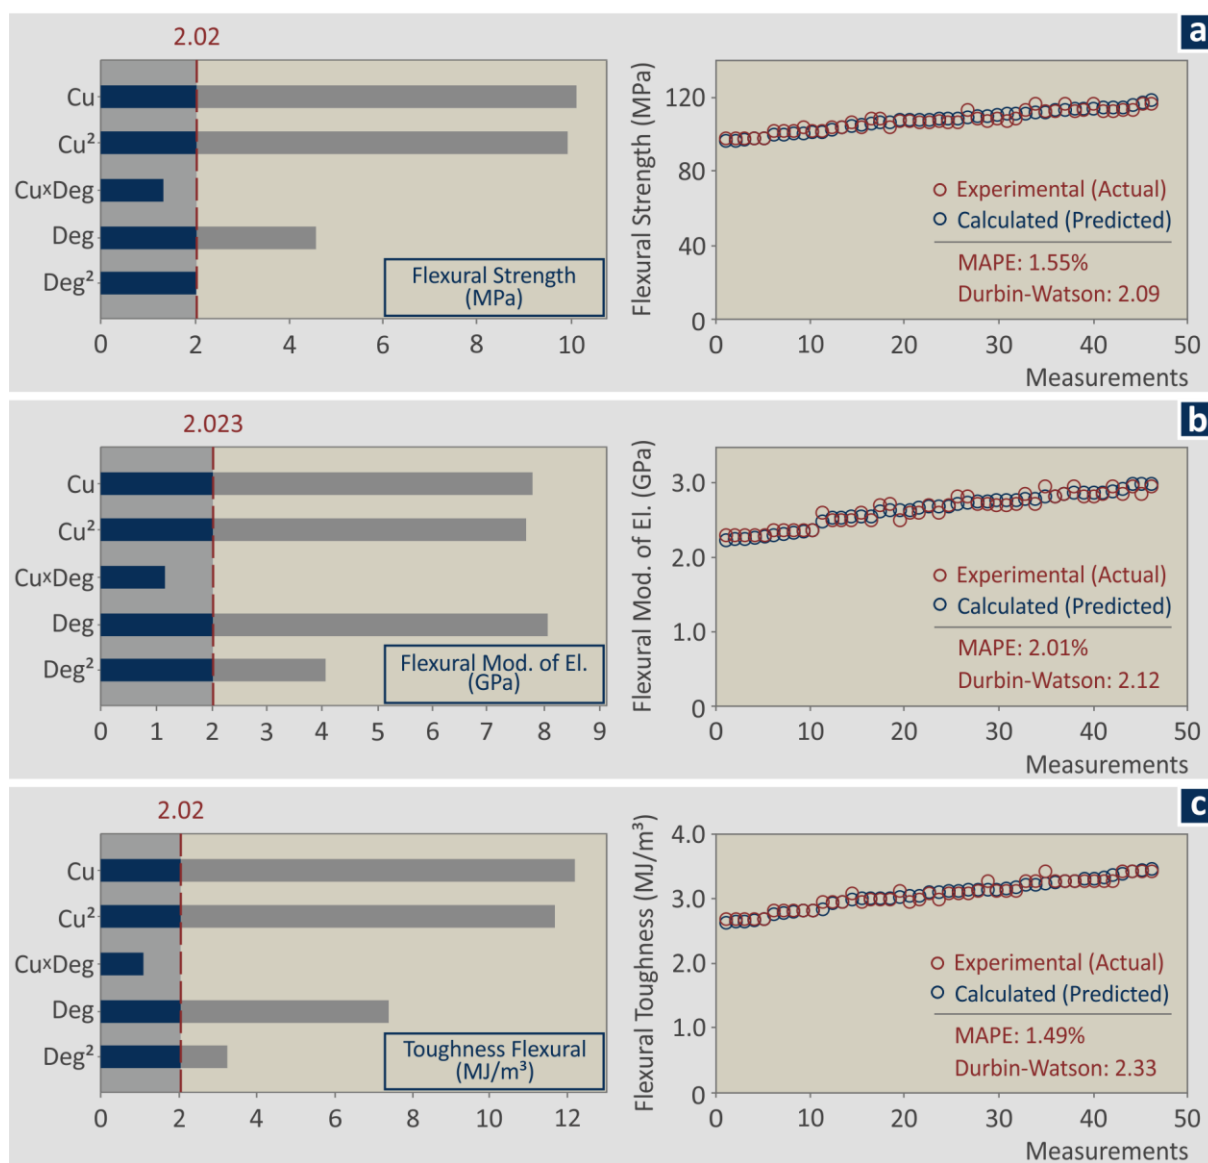 a
2.02
Cu
Cu²
CuˣDeg
Deg
Deg²
Flexural Strength
(MPa)
0 2 4 6 8 10
Flexural Strength (MPa)
120
80
40
0
Experimental (Actual)
Calculated (Predicted)
MAPE: 1.55%
Durbin-Watson: 2.09
0 10 20 30 40 50
Measurements
b
2.023
Cu
Cu²
CuˣDeg
Deg
Deg²
Flexural Mod. of El.
(GPa)
0 1 2 3 4 5 6 7 8 9
Flexural Mod. of El. (GPa)
3.0
2.0
1.0
0
Experimental (Actual)
Calculated (Predicted)
MAPE: 2.01%
Durbin-Watson: 2.12
0 10 20 30 40 50
Measurements
c
2.02
Cu
Cu²
CuˣDeg
Deg
Deg²
Toughness Flexural
(MJ/m³)
0 2 4 6 8 10 12
Flexural Toughness (MJ/m³)
4.0
3.0
2.0
1.0
0
Experimental (Actual)
Calculated (Predicted)
MAPE: 1.49%
Durbin-Watson: 2.33
0 10 20 30 40 50
Measurements